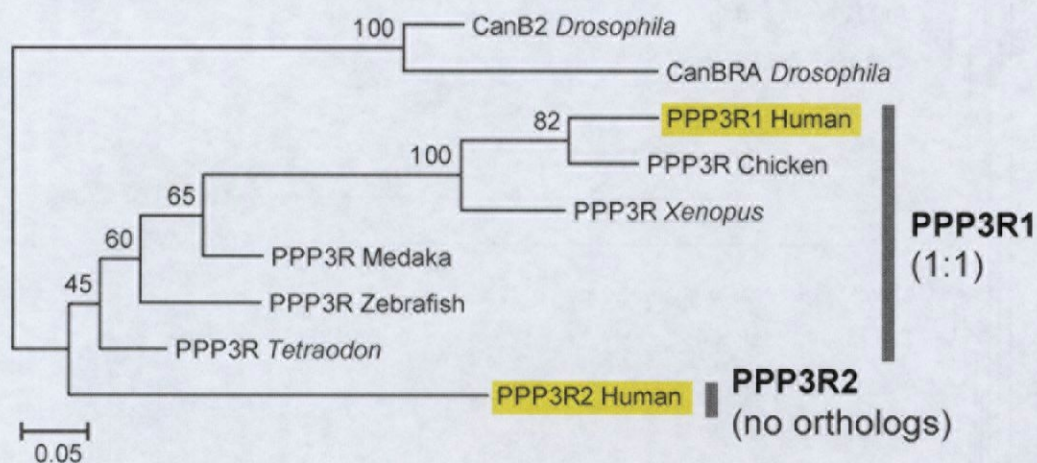 100
CanB2 Drosophila
CanBRA Drosophila
82
PPP3R1 Human
100
PPP3R Chicken
65
PPP3R Xenopus
PPP3R1
(1:1)
60
PPP3R Medaka
45
PPP3R Zebrafish
PPP3R Tetraodon
PPP3R2 Human
PPP3R2
(no orthologs)
0.05